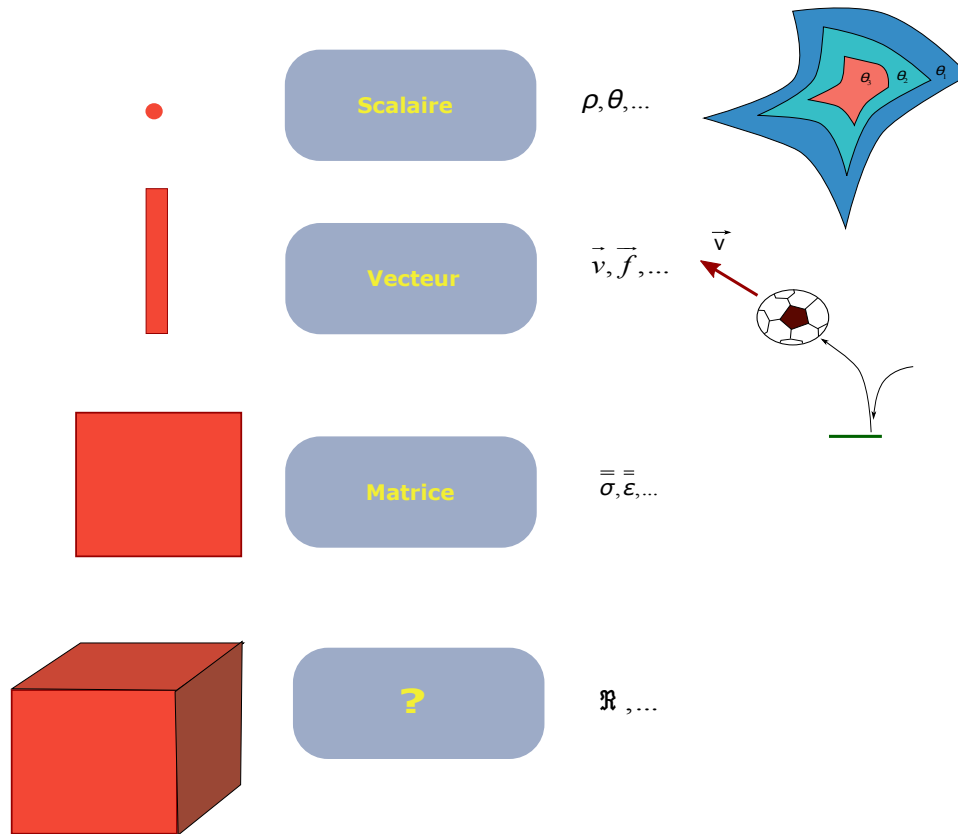 θ₃ θ₂ θ₁
Scalaire
ρ,θ,...
v
Vecteur
v⃗, f⃗,...
Matrice
σ̿,ε̿,...
?
ℜ ,...